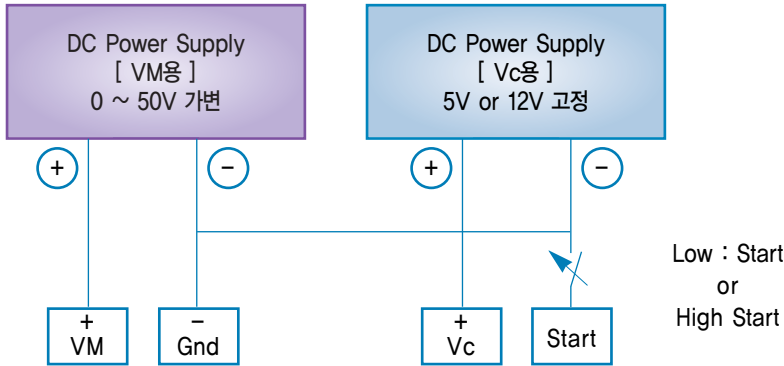 DC Power Supply
[ VM용 ]
0 ~ 50V 가변
DC Power Supply
[ Vc용 ]
5V or 12V 고정
+
−
+
−
Low : Start
or
High Start
+
VM
−
Gnd
+
Vc
Start